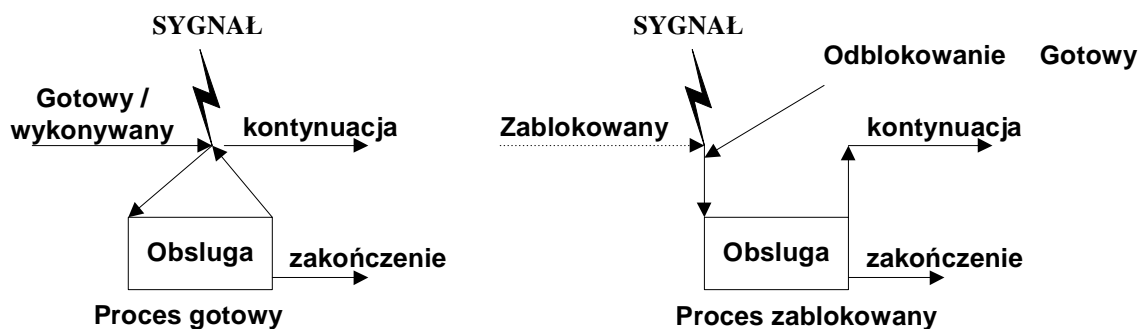 SYGNAŁ
Gotowy /
wykonywany
kontynuacja
Obsluga
zakończenie
Proces gotowy
SYGNAŁ
Odblokowanie Gotowy
Zablokowany
kontynuacja
Obsluga
zakończenie
Proces zablokowany